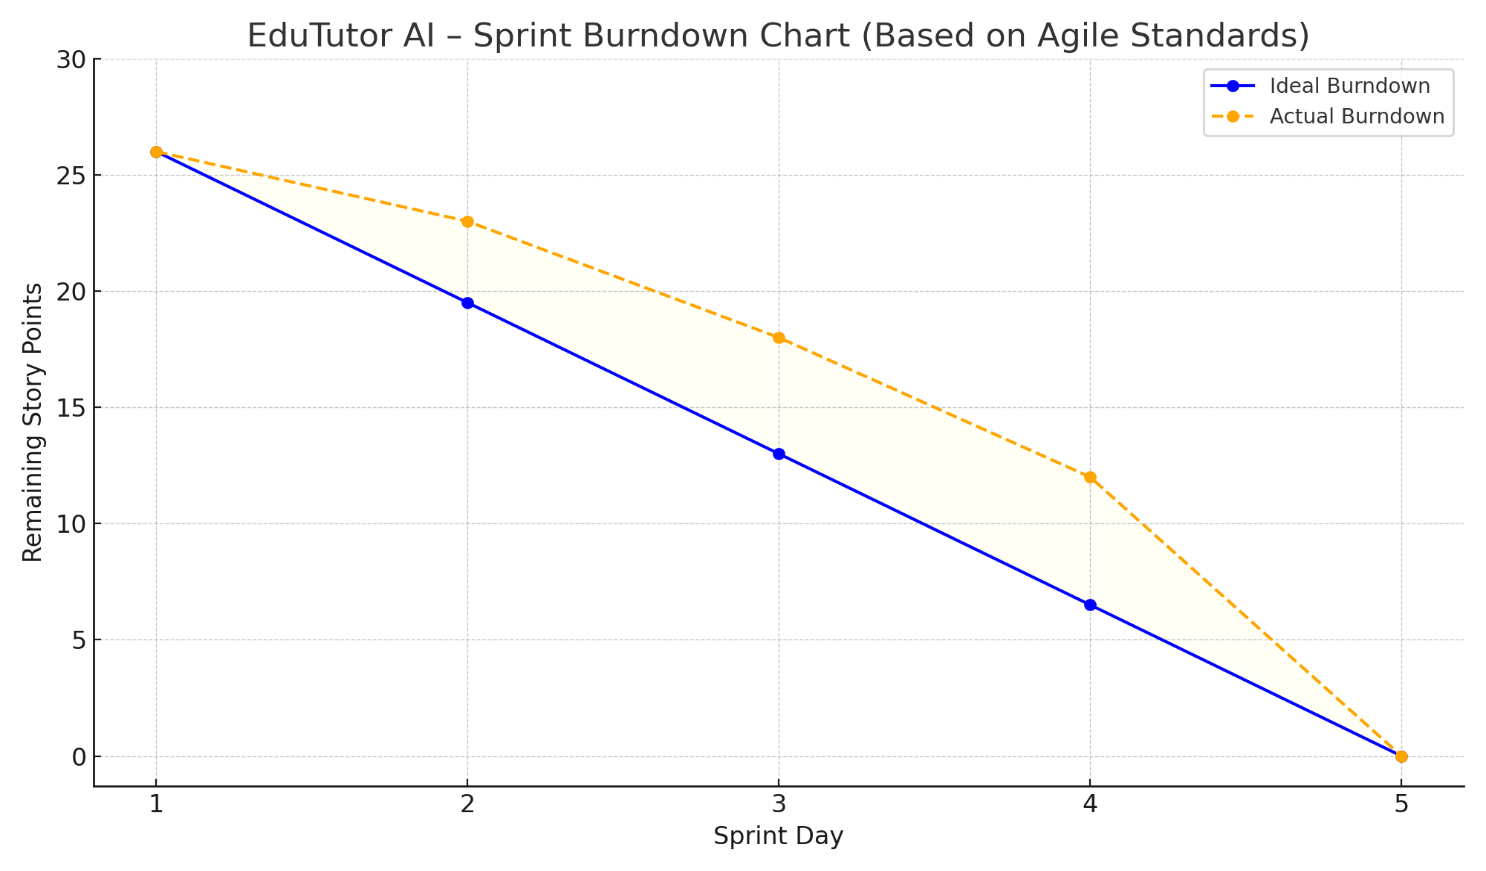 EduTutor AI – Sprint Burndown Chart (Based on Agile Standards)
Ideal Burndown
Actual Burndown
Remaining Story Points
30
25
20
15
10
5
0
1 2 3 4 5
Sprint Day